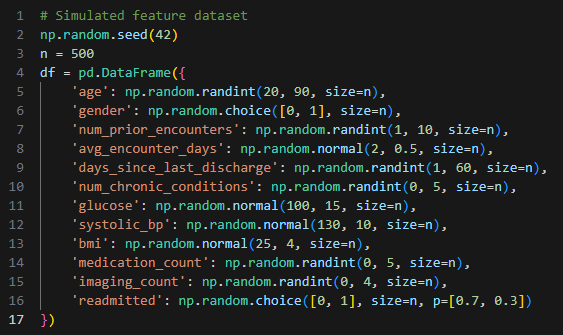 1 # Simulated feature dataset
2 np.random.seed(42)
3 n = 500
4 df = pd.DataFrame({
5     'age': np.random.randint(20, 90, size=n),
6     'gender': np.random.choice([0, 1], size=n),
7     'num_prior_encounters': np.random.randint(1, 10, size=n),
8     'avg_encounter_days': np.random.normal(2, 0.5, size=n),
9     'days_since_last_discharge': np.random.randint(1, 60, size=n),
10     'num_chronic_conditions': np.random.randint(0, 5, size=n),
11     'glucose': np.random.normal(100, 15, size=n),
12     'systolic_bp': np.random.normal(130, 10, size=n),
13     'bmi': np.random.normal(25, 4, size=n),
14     'medication_count': np.random.randint(0, 5, size=n),
15     'imaging_count': np.random.randint(0, 4, size=n),
16     'readmitted': np.random.choice([0, 1], size=n, p=[0.7, 0.3])
17 })